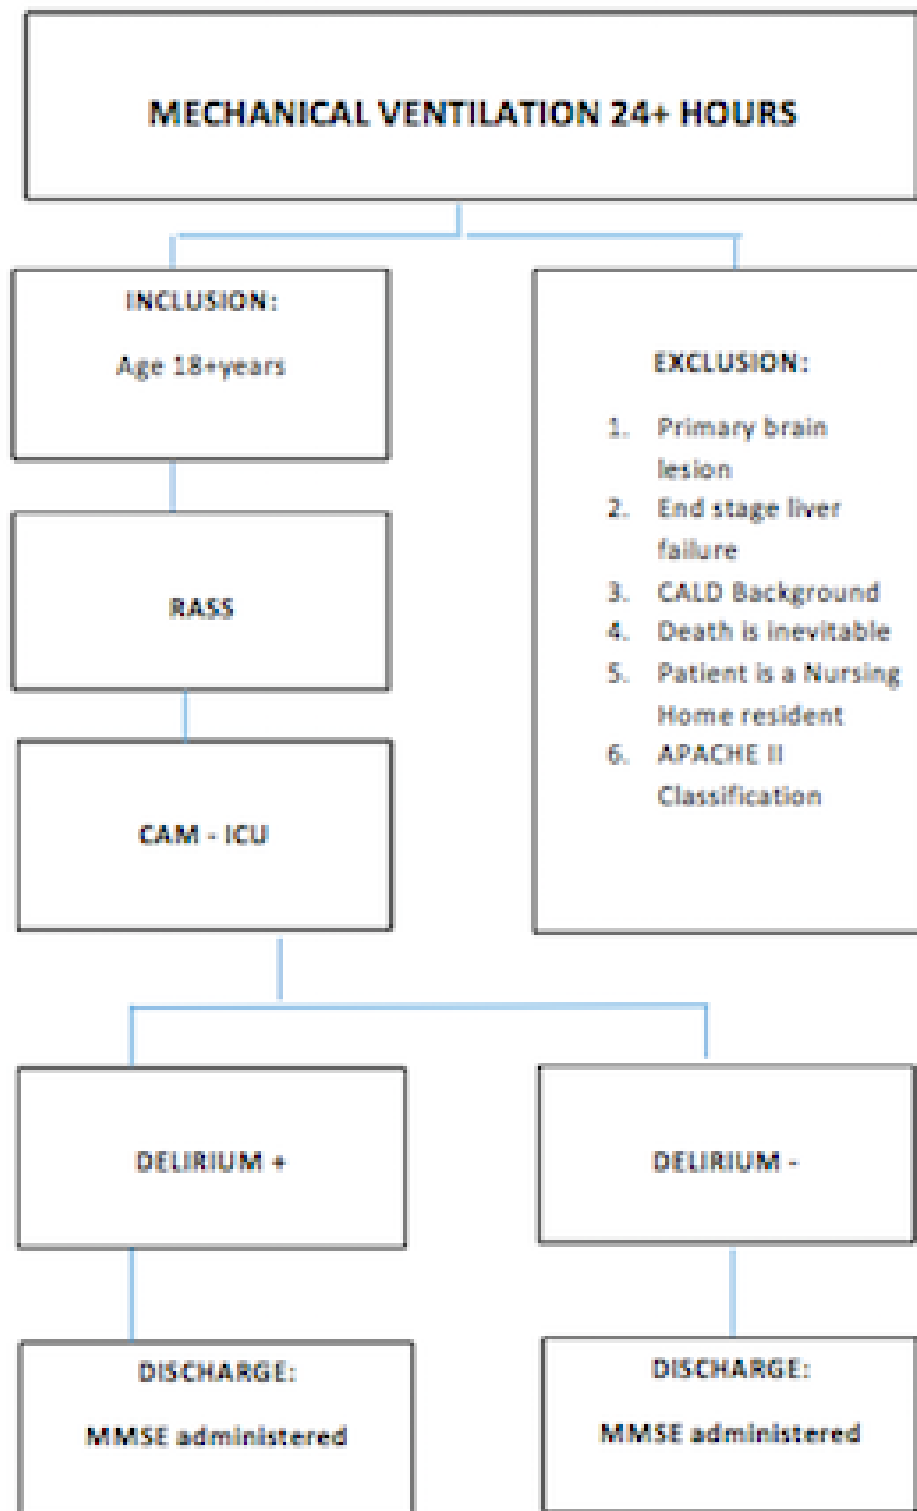 MECHANICAL VENTILATION 24+ HOURS
INCLUSION:
Age 18+years
EXCLUSION:
1. Primary brain
lesion
2. End stage liver
failure
3. CALD Background
4. Death is inevitable
5. Patient is a Nursing
Home resident
6. APACHE II
Classification
RASS
CAM - ICU
DELIRIUM +
DELIRIUM -
DISCHARGE:
MMSE administered
DISCHARGE:
MMSE administered